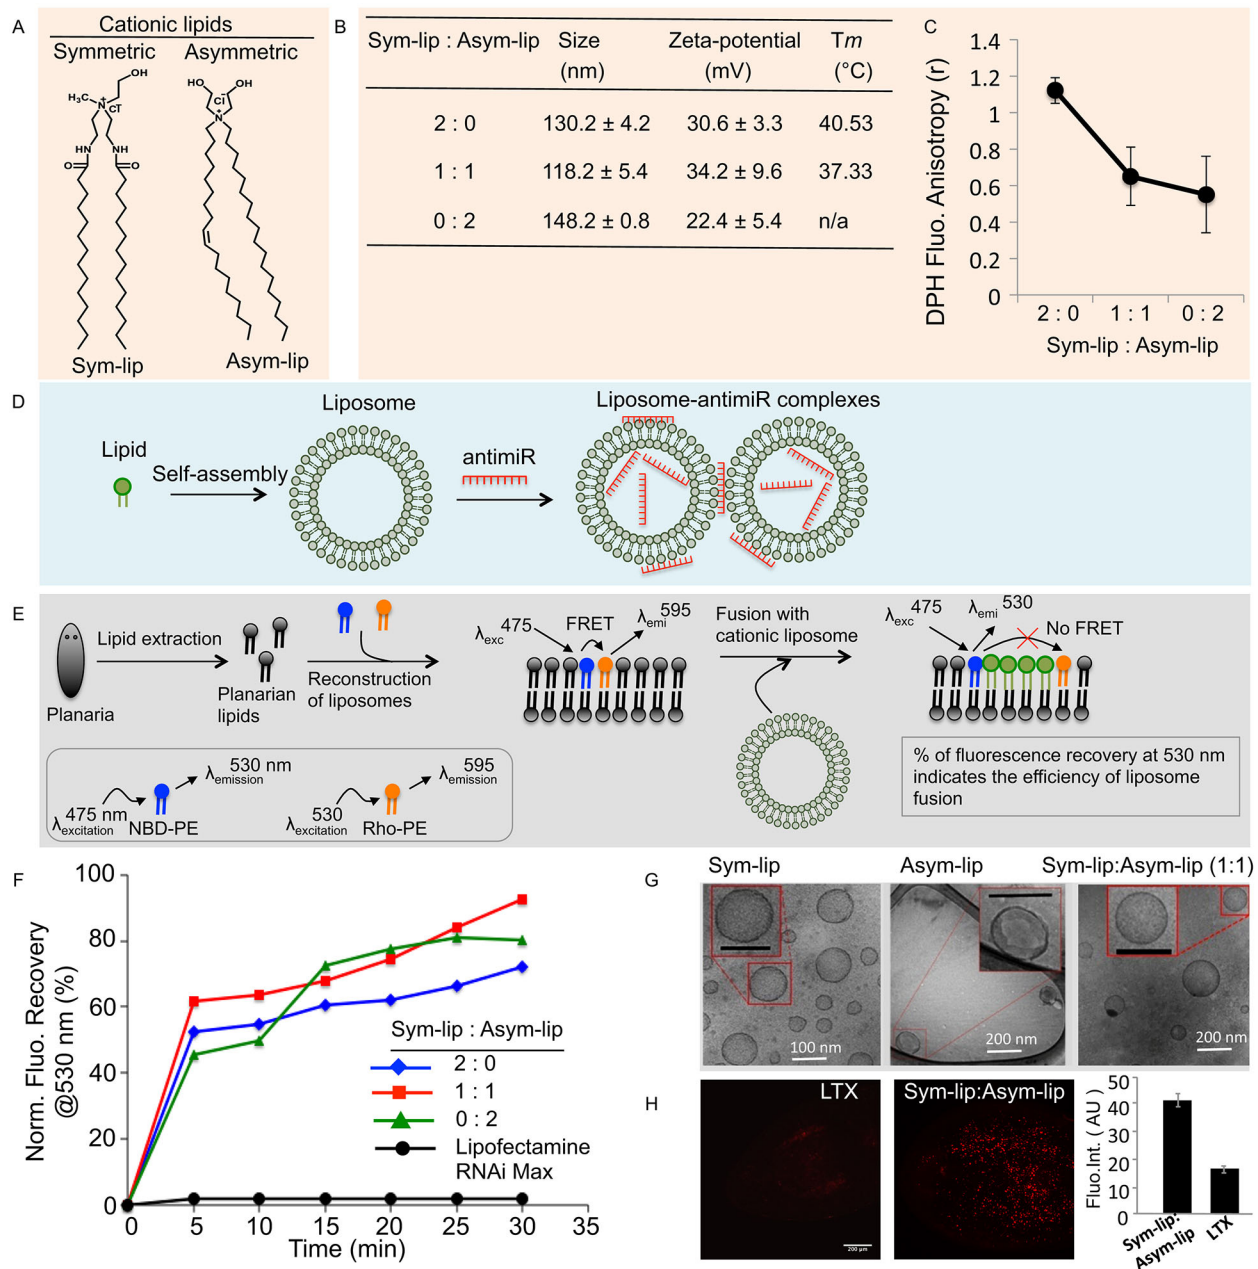 A
Cationic lipids
Symmetric Asymmetric
OH
H₃C
N⁺
Cl⁻
HN NH
O O
Sym-lip
HO OH
Cl⁻
N⁺
Asym-lip
B
Sym-lip : Asym-lip Size (nm) Zeta-potential (mV) Tm (°C)
2 : 0 130.2 ± 4.2 30.6 ± 3.3 40.53
1 : 1 118.2 ± 5.4 34.2 ± 9.6 37.33
0 : 2 148.2 ± 0.8 22.4 ± 5.4 n/a
C
DPH Fluo. Anisotropy (r)
1.4
1.2
1
0.8
0.6
0.4
0.2
0
2 : 0 1 : 1 0 : 2
Sym-lip : Asym-lip
D
Lipid
Self-assembly
Liposome
antimiR
Liposome-antimiR complexes
E
Planaria
Lipid extraction
Planarian
lipids
Reconstruction
of liposomes
λexc 475
FRET
λemi 595
Fusion with
cationic liposome
λexc 475
λemi 530
No FRET
λexcitation 475 nm
NBD-PE
λemission 530 nm
λexcitation 530
Rho-PE
λemission 595
% of fluorescence recovery at 530 nm
indicates the efficiency of liposome
fusion
F
Norm. Fluo. Recovery
@530 nm (%)
100
80
60
40
20
0
0 5 10 15 20 25 30 35
Time (min)
Sym-lip : Asym-lip
2 : 0
1 : 1
0 : 2
Lipofectamine
RNAi Max
G
Sym-lip Asym-lip Sym-lip:Asym-lip (1:1)
100 nm 200 nm 200 nm
H
LTX
200 µm
Sym-lip:Asym-lip
Fluo.Int. ( AU )
50
40
30
20
10
0
Sym-lip:
Asym-lip
LTX